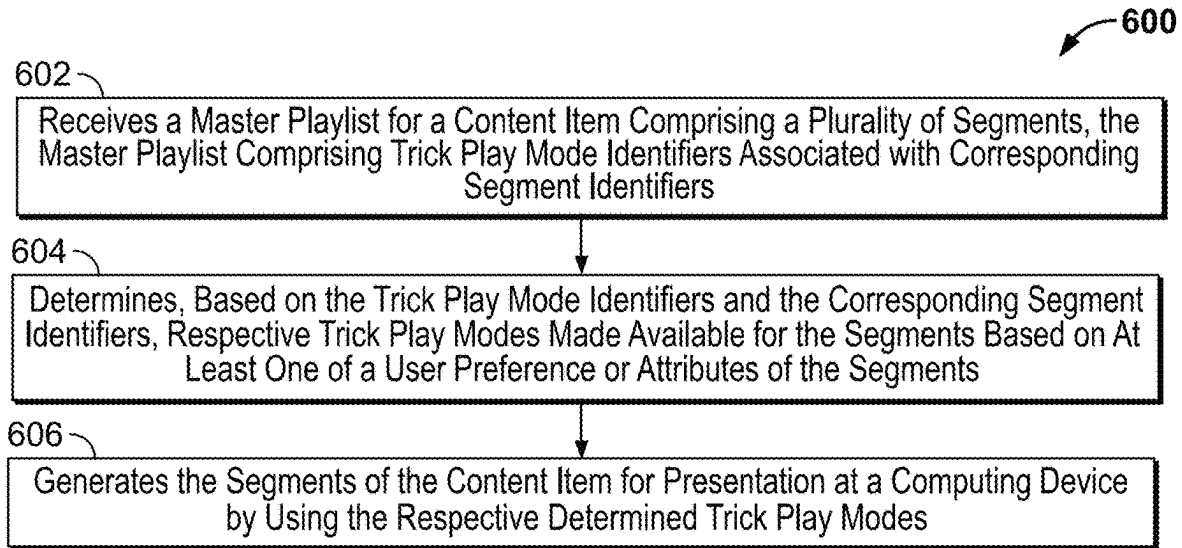 600
602
Receives a Master Playlist for a Content Item Comprising a Plurality of Segments, the
Master Playlist Comprising Trick Play Mode Identifiers Associated with Corresponding
Segment Identifiers
604
Determines, Based on the Trick Play Mode Identifiers and the Corresponding Segment
Identifiers, Respective Trick Play Modes Made Available for the Segments Based on At
Least One of a User Preference or Attributes of the Segments
606
Generates the Segments of the Content Item for Presentation at a Computing Device
by Using the Respective Determined Trick Play Modes